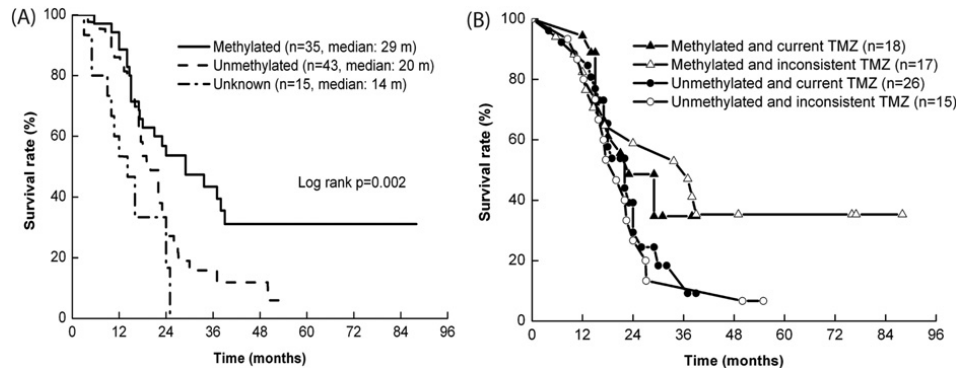 (A)
Methylated (n=35, median: 29 m)
Unmethylated (n=43, median: 20 m)
Unknown (n=15, median: 14 m)
Log rank p=0.002
Survival rate (%)
100
80
60
40
20
0
0 12 24 36 48 60 72 84 96
Time (months)
(B)
Methylated and current TMZ (n=18)
Methylated and inconsistent TMZ (n=17)
Unmethylated and current TMZ (n=26)
Unmethylated and inconsistent TMZ (n=15)
Survival rate (%)
100
80
60
40
20
0
0 12 24 36 48 60 72 84 96
Time (months)